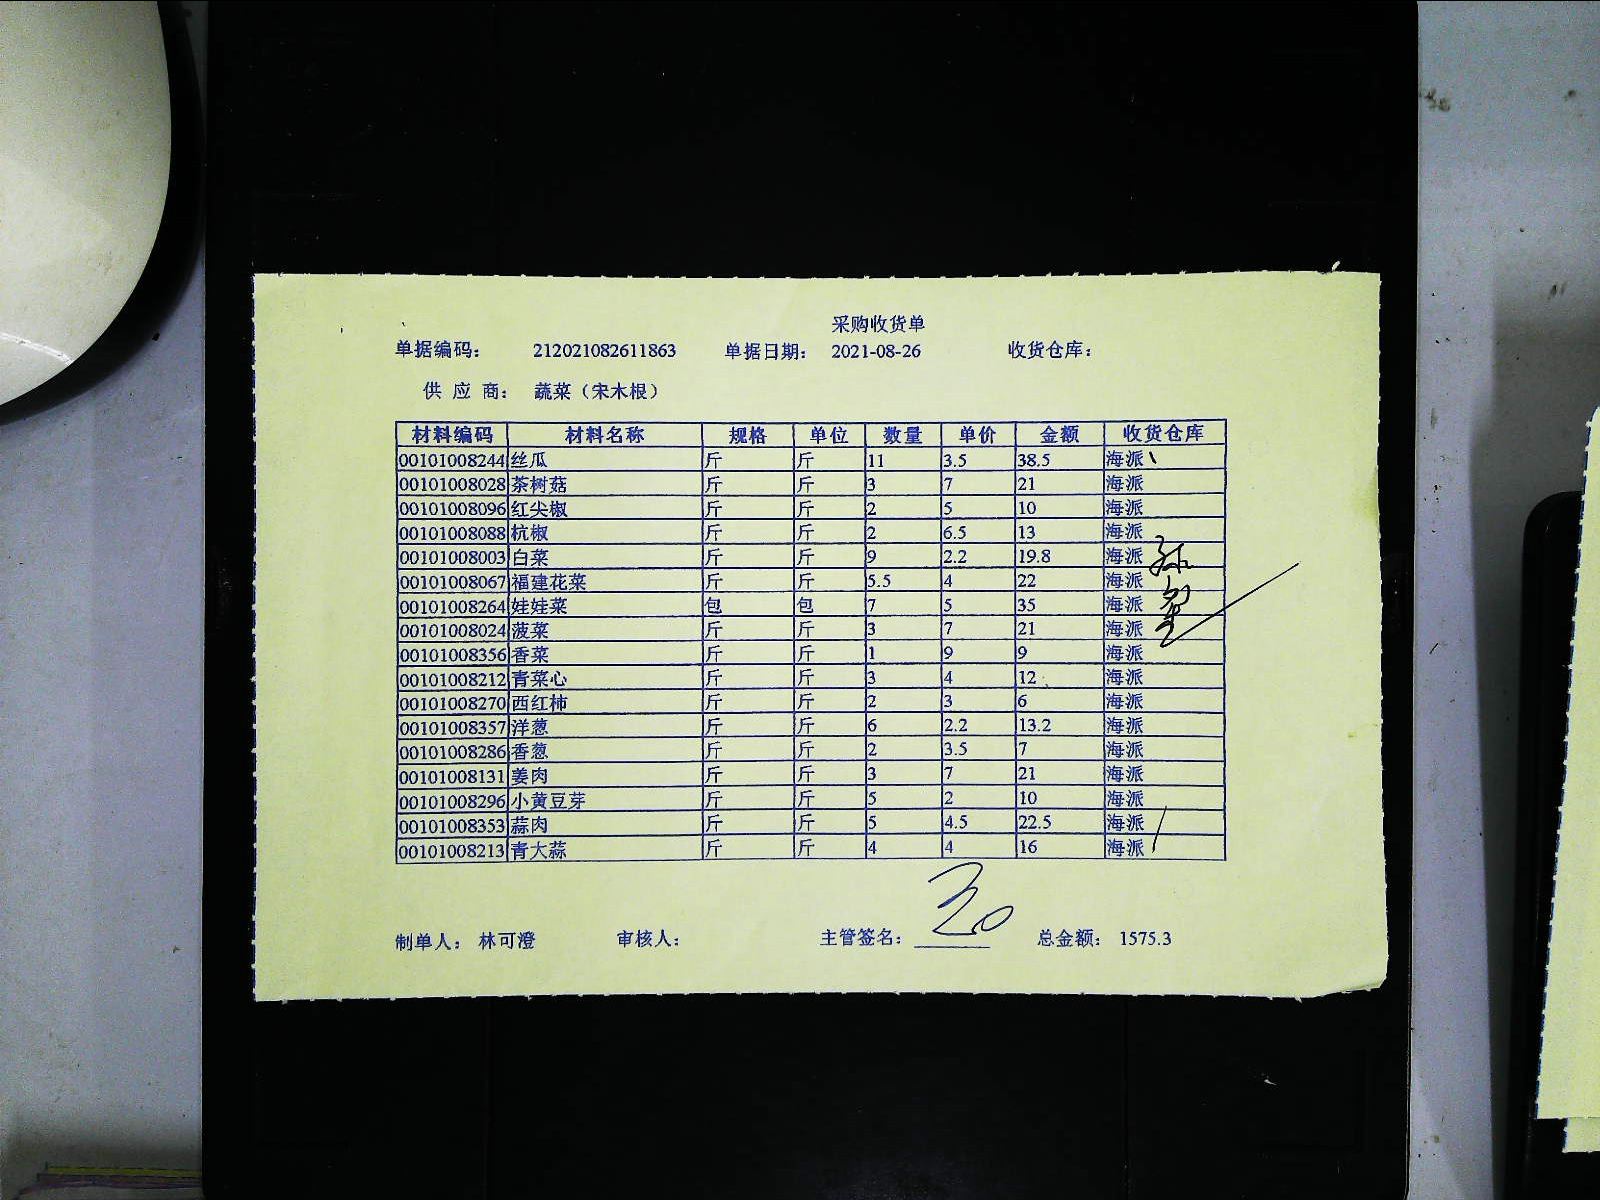 采购收货单
单据编码： 212021082611863 单据日期： 2021-08-26 收货仓库：
供 应 商： 蔬菜（宋木根）
材料编码 材料名称 规格 单位 数量 单价 金额 收货仓库
00101008244 丝瓜 斤 斤 11 3.5 38.5 海派
00101008028 茶树菇 斤 斤 3 7 21 海派
00101008096 红尖椒 斤 斤 2 5 10 海派
00101008088 杭椒 斤 斤 2 6.5 13 海派
00101008003 白菜 斤 斤 9 2.2 19.8 海派
00101008067 福建花菜 斤 斤 5.5 4 22 海派
00101008264 娃娃菜 包 包 7 5 35 海派
00101008024 菠菜 斤 斤 3 7 21 海派
00101008356 香菜 斤 斤 1 9 9 海派
00101008212 青菜心 斤 斤 3 4 12 海派
00101008270 西红柿 斤 斤 2 3 6 海派
00101008357 洋葱 斤 斤 6 2.2 13.2 海派
00101008286 香葱 斤 斤 2 3.5 7 海派
00101008131 姜肉 斤 斤 3 7 21 海派
00101008296 小黄豆芽 斤 斤 5 2 10 海派
00101008353 蒜肉 斤 斤 5 4.5 22.5 海派
00101008213 青大蒜 斤 斤 4 4 16 海派
制单人： 林可澄 审核人： 主管签名： 总金额： 1575.3